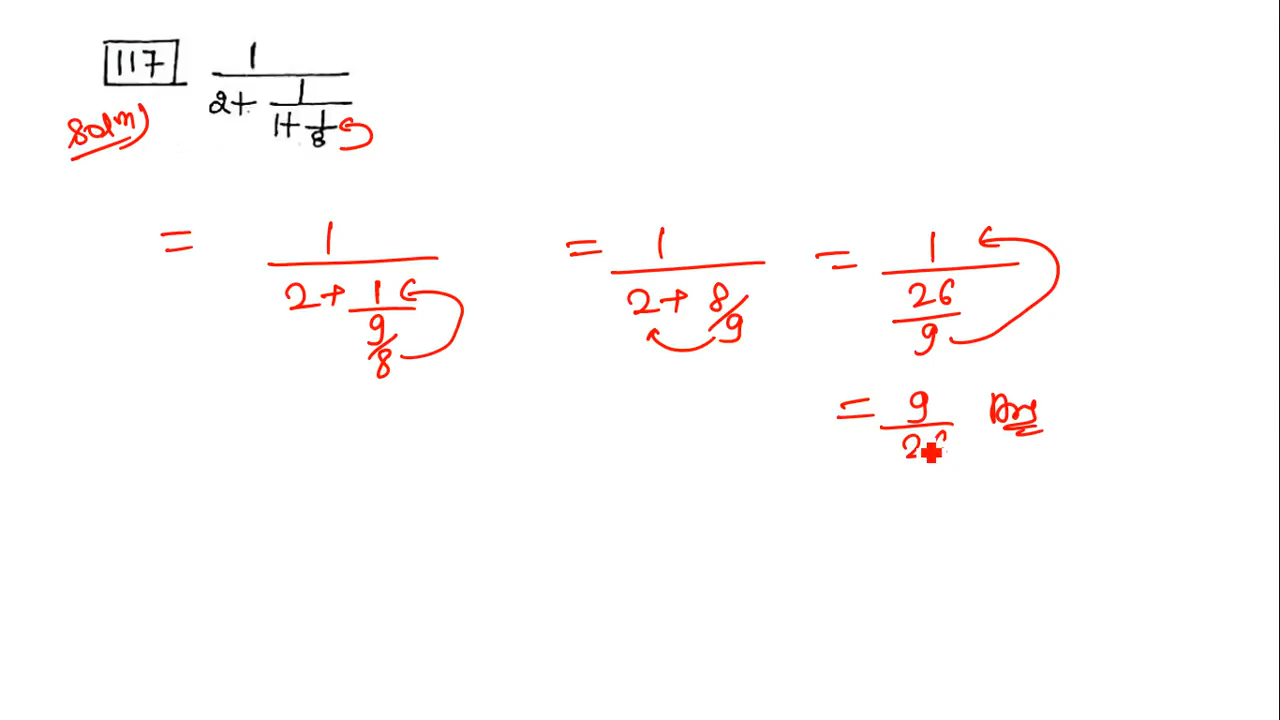 117 1/(2+1/(1+1/8))
Soln)
= 1/(2+1/(9/8)) = 1/(2+8/9) = 1/(26/9)
= 9/26 Ans